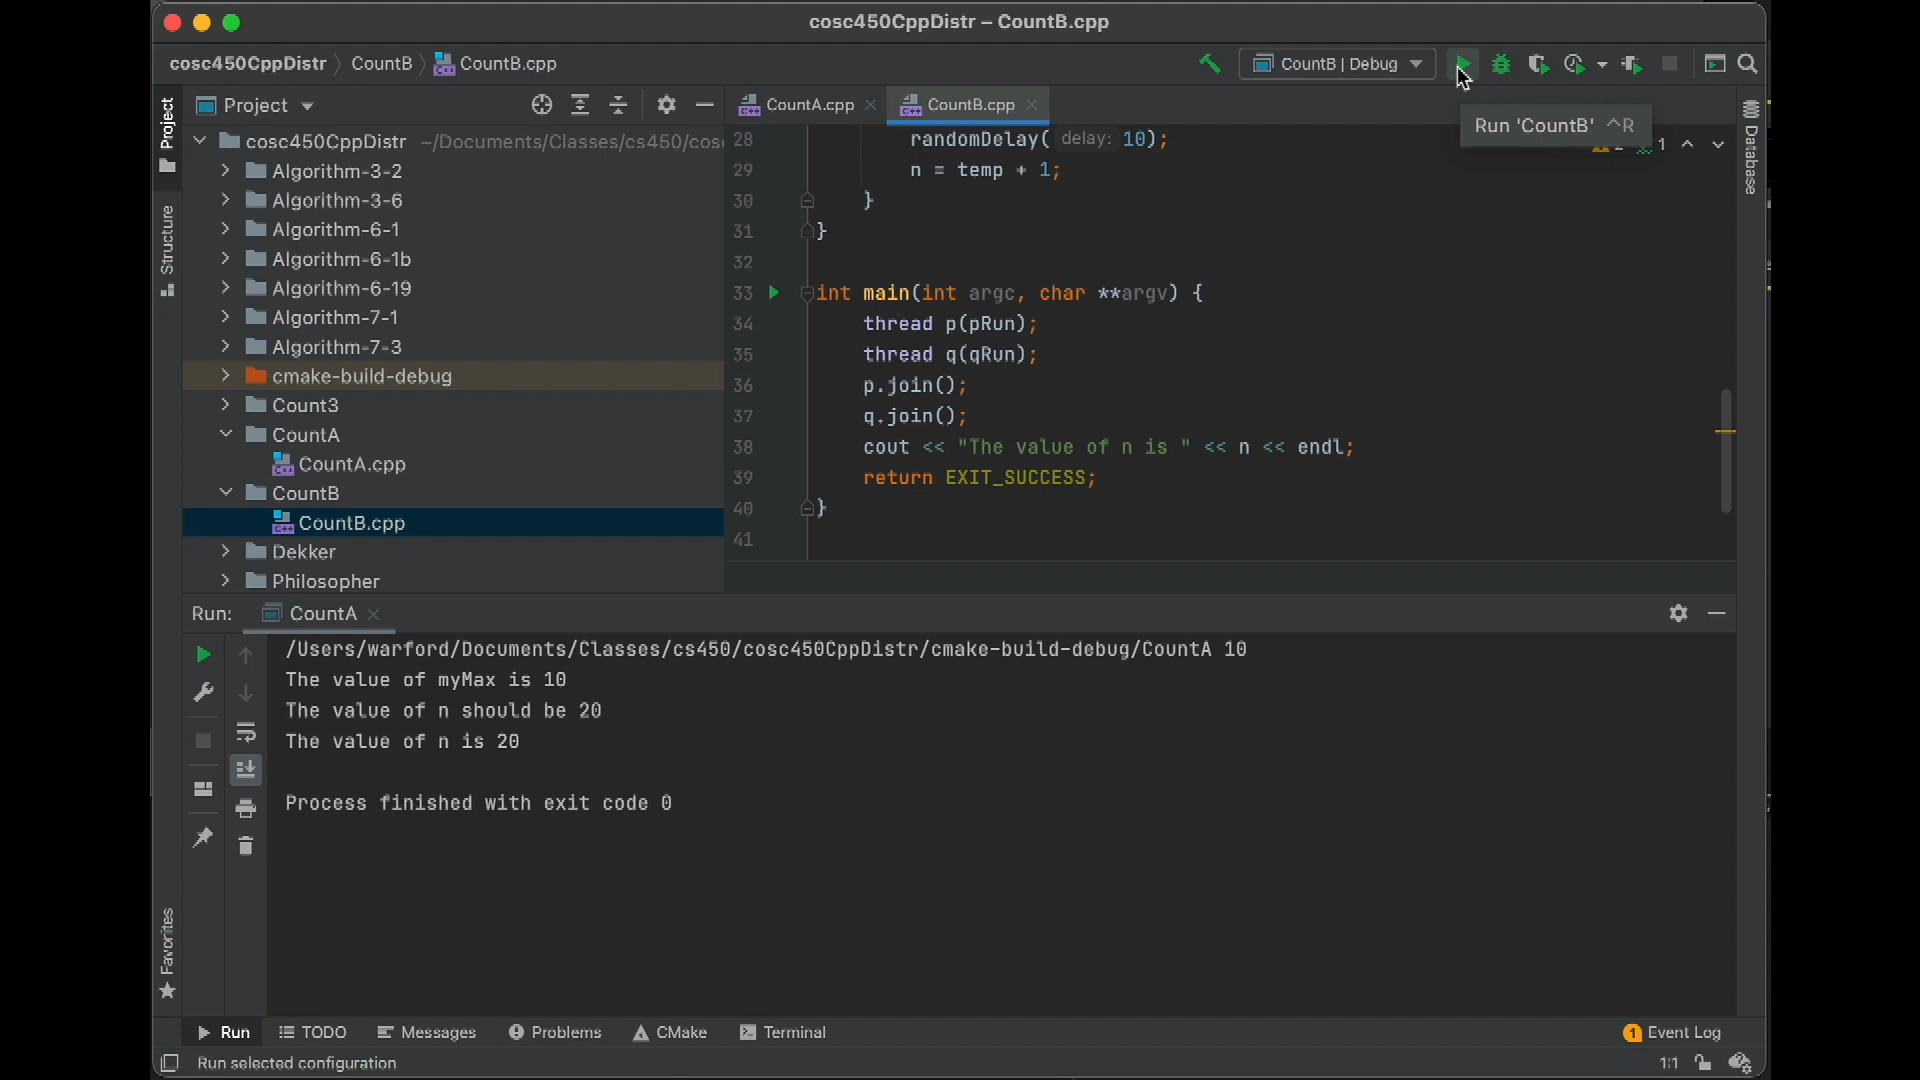 cosc450CppDistr – CountB.cpp
cosc450CppDistr CountB CountB.cpp
CountB | Debug
Run 'CountB' ⌃R
Project
Structure
Favorites
Database
Project
cosc450CppDistr ~/Documents/Classes/cs450/cos
Algorithm-3-2
Algorithm-3-6
Algorithm-6-1
Algorithm-6-1b
Algorithm-6-19
Algorithm-7-1
Algorithm-7-3
cmake-build-debug
Count3
CountA
CountA.cpp
CountB
CountB.cpp
Dekker
Philosopher
CountA.cpp CountB.cpp
1
28 randomDelay( delay: 10);
29 n = temp + 1;
30 }
31 }
32
33 int main(int argc, char **argv) {
34 thread p(pRun);
35 thread q(qRun);
36 p.join();
37 q.join();
38 cout << "The value of n is " << n << endl;
39 return EXIT_SUCCESS;
40 }
41
Run: CountA
/Users/warford/Documents/Classes/cs450/cosc450CppDistr/cmake-build-debug/CountA 10
The value of myMax is 10
The value of n should be 20
The value of n is 20
Process finished with exit code 0
Run TODO Messages Problems CMake Terminal
1 Event Log
Run selected configuration
1:1